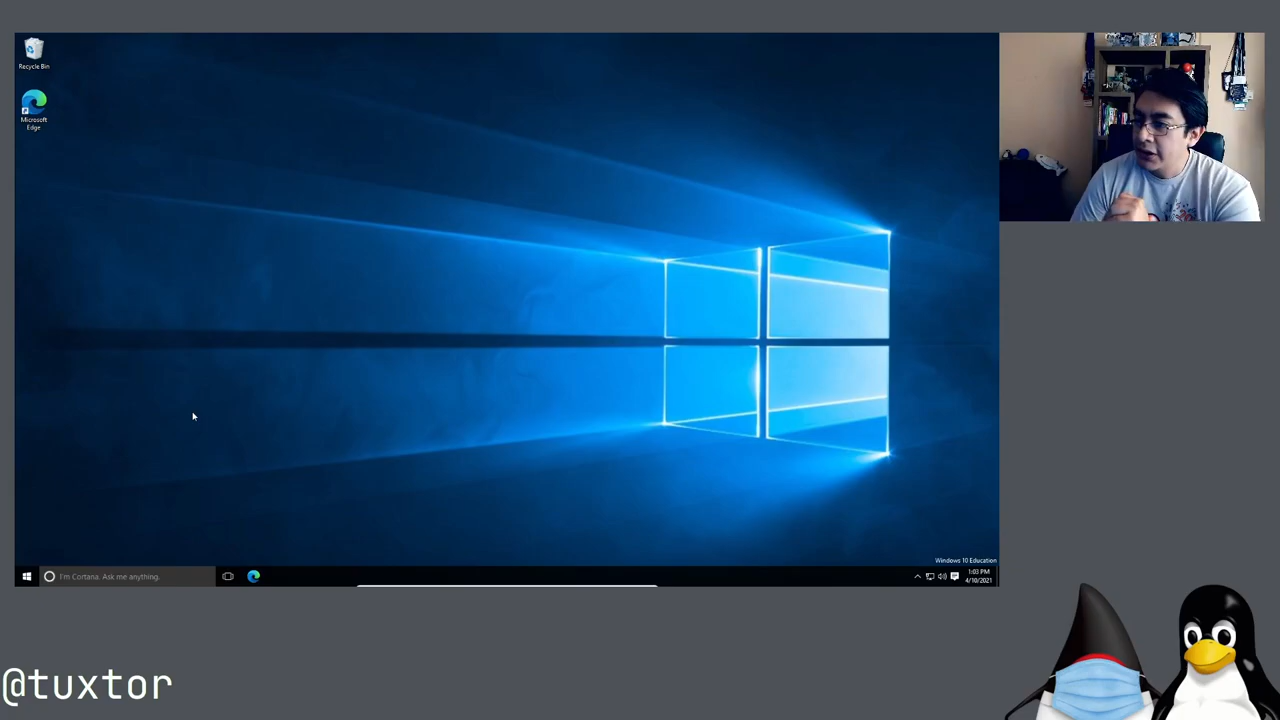 Recycle Bin
Microsoft
Edge
Windows 10 Education
I'm Cortana. Ask me anything.
1:03 PM
4/10/2021
@tuxtor